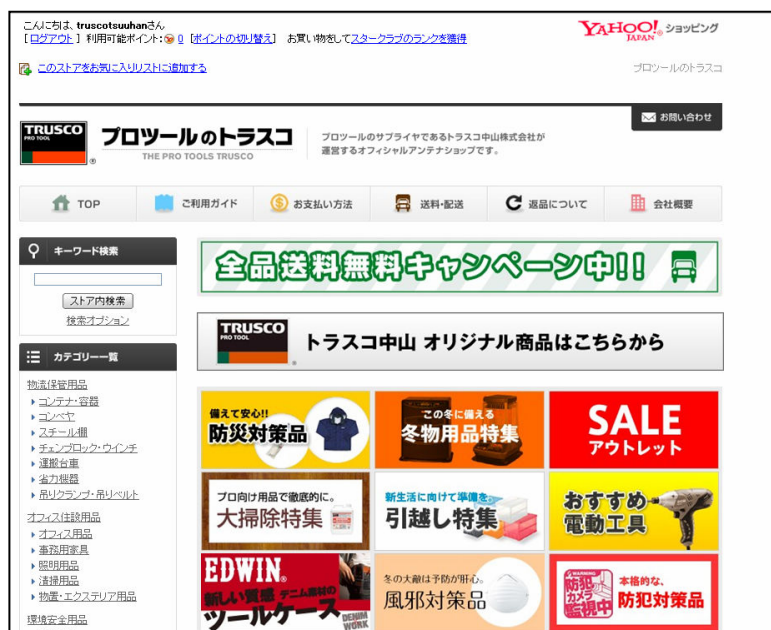 こんにちは、truscotsuuhanさん
[ログアウト] 利用可能ポイント: 0 [ポイントの切り替え] お買い物をしてスタークラブのランクを獲得
YAHOO! JAPAN ショッピング
このストアをお気に入りリストに追加する
プロツールのトラスコ
お問い合わせ
TRUSCO
PRO TOOL
プロツールのトラスコ
THE PRO TOOLS TRUSCO
プロツールのサプライヤであるトラスコ中山株式会社が
運営するオフィシャルアンテナショップです。
TOP ご利用ガイド お支払い方法 送料・配送 返品について 会社概要
キーワード検索
ストア内検索
検索オプション
カテゴリー一覧
物流保管用品
コンテナ・容器
コンベヤ
スチール棚
チェンブロック・ウインチ
運搬台車
省力機器
吊りクランプ・吊りベルト
オフィス住設用品
オフィス用品
事務用家具
照明用品
清掃用品
物置・エクステリア用品
環境安全用品
全品送料無料キャンペーン中!!
TRUSCO
PRO TOOL
トラスコ中山 オリジナル商品はこちらから
備えて安心!!
防災対策品
この冬に備える
冬物用品特集
SALE
アウトレット
プロ向け用品で徹底的に。
大掃除特集
新生活に向けて準備を
引越し特集
おすすめ
電動工具
EDWIN
新しい質感 デニム素材の
ツールケース
DENIM
WORK
冬の大敵は予防が肝心。
風邪対策品
WARNING
防犯
カメラ
監視中
本格的な、
防犯対策品